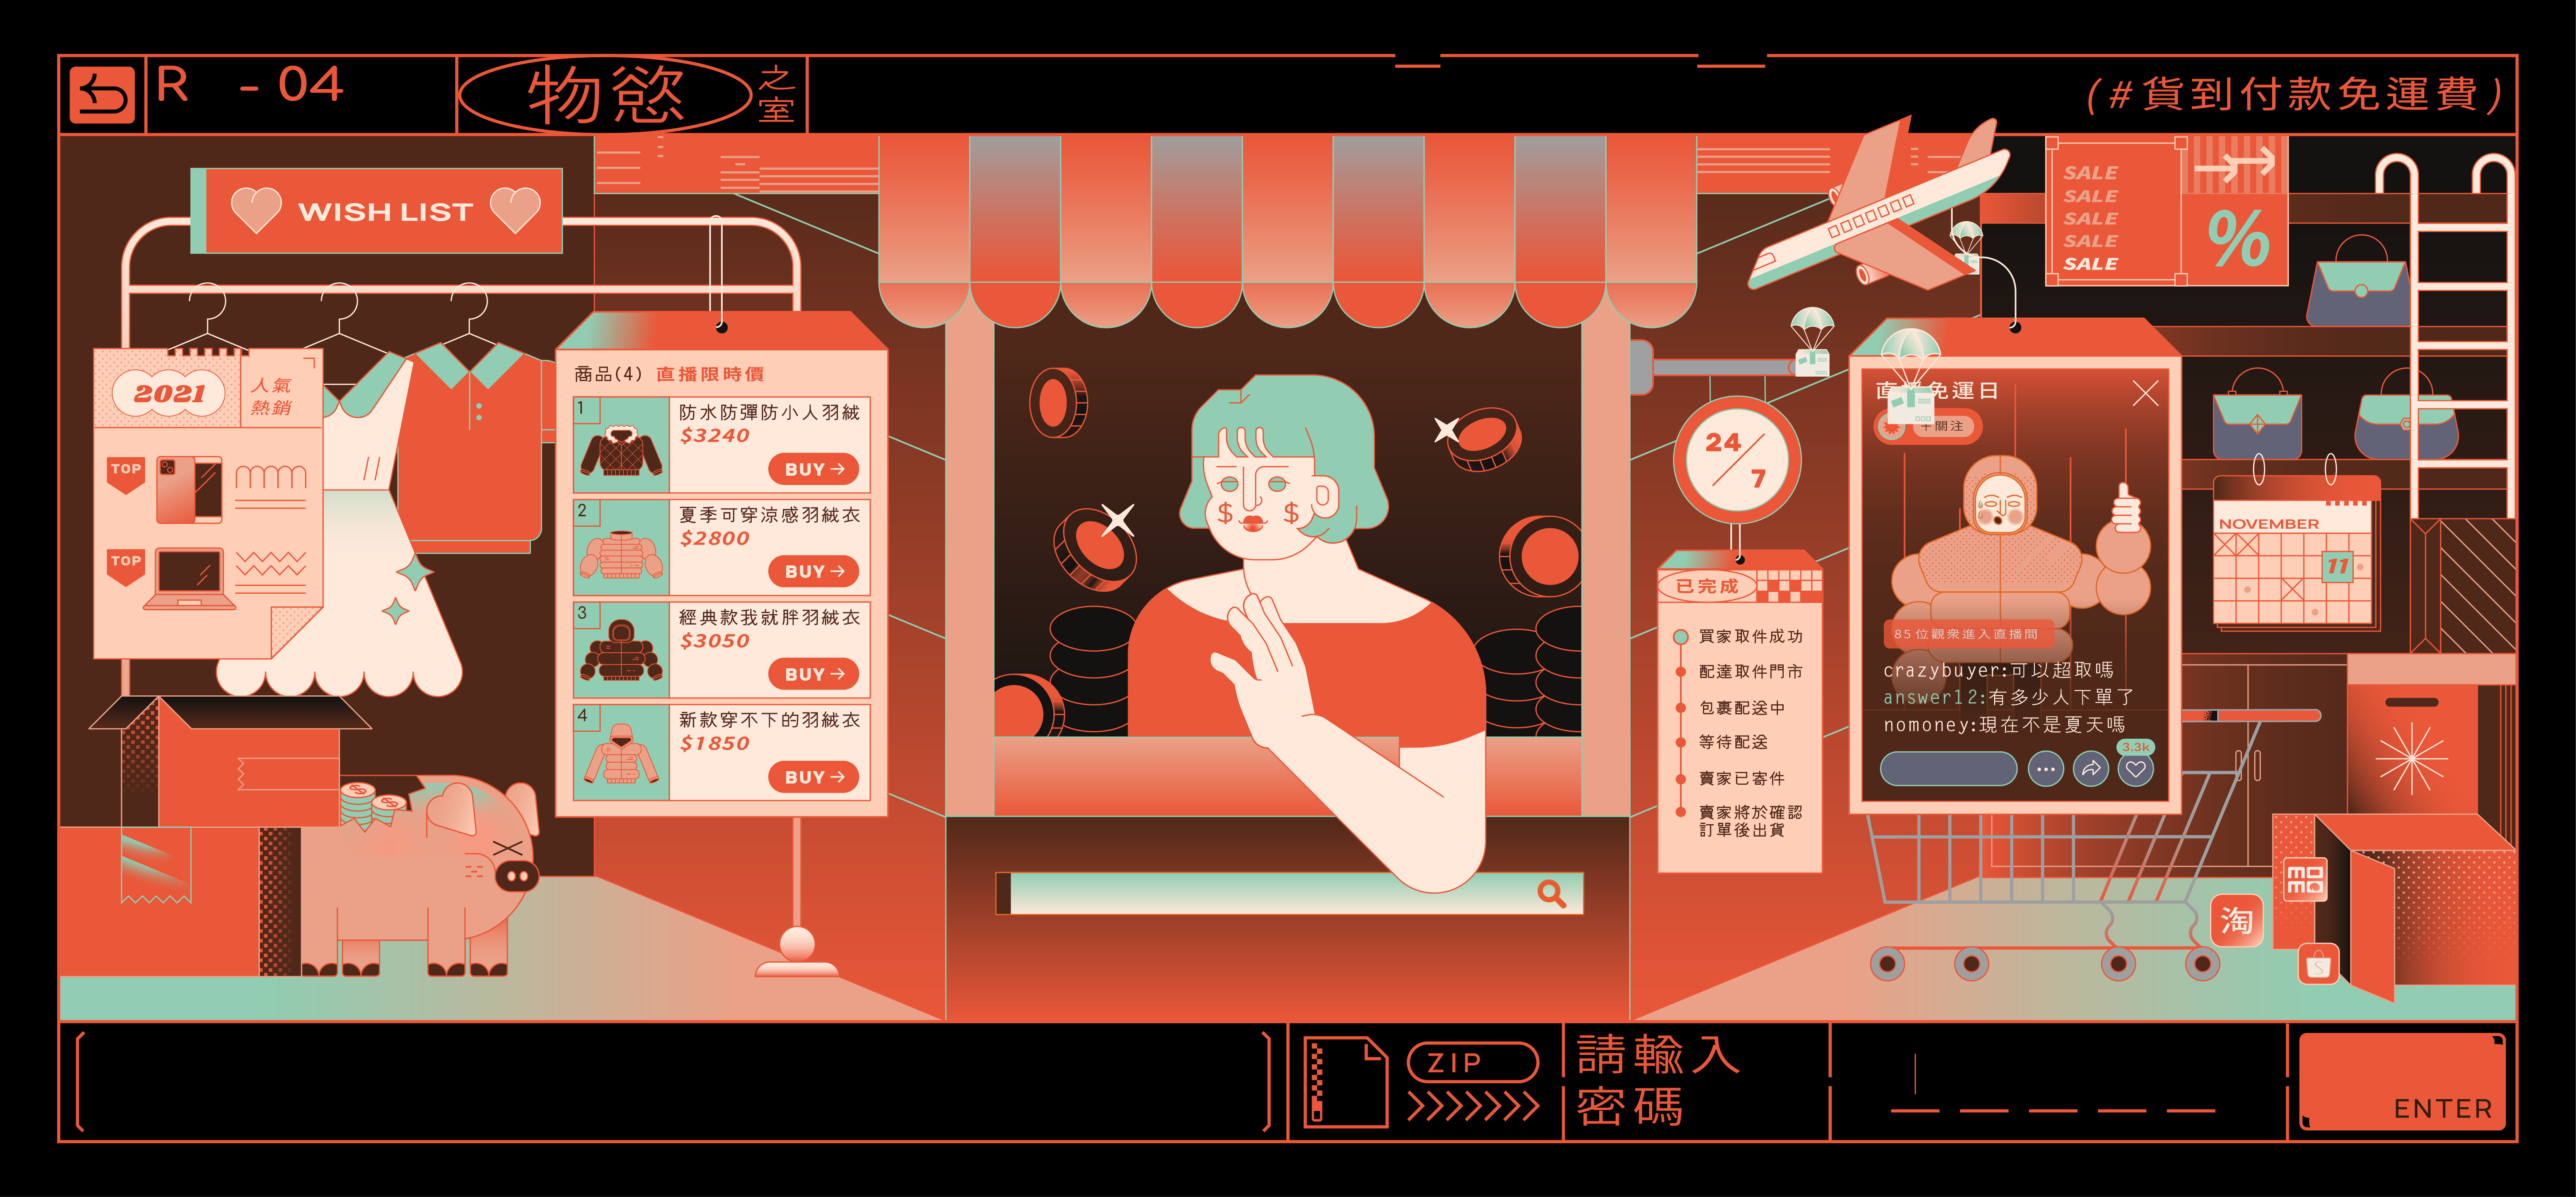 R - 04
物慾
之室
(#貨到付款免運費)
WISH LIST
2021
人氣
熱銷
TOP
TOP
商品(4) 直播限時價
1
防水防彈防小人羽絨
$3240
BUY→
2
夏季可穿涼感羽絨衣
$2800
BUY→
3
經典款我就胖羽絨衣
$3050
BUY→
4
新款穿不下的羽絨衣
$1850
BUY→
$ $
24/7
已完成
買家取件成功
配達取件門市
包裹配送中
等待配送
賣家已寄件
賣家將於確認
訂單後出貨
SALE
SALE
SALE
SALE
SALE
%
直播免運日
+關注
85位觀眾進入直播間
crazybuyer:可以超取嗎
answer12:有多少人下單了
nomoney:現在不是夏天嗎
3.3k
NOVEMBER
11
淘
S
ZIP
請輸入
密碼
ENTER